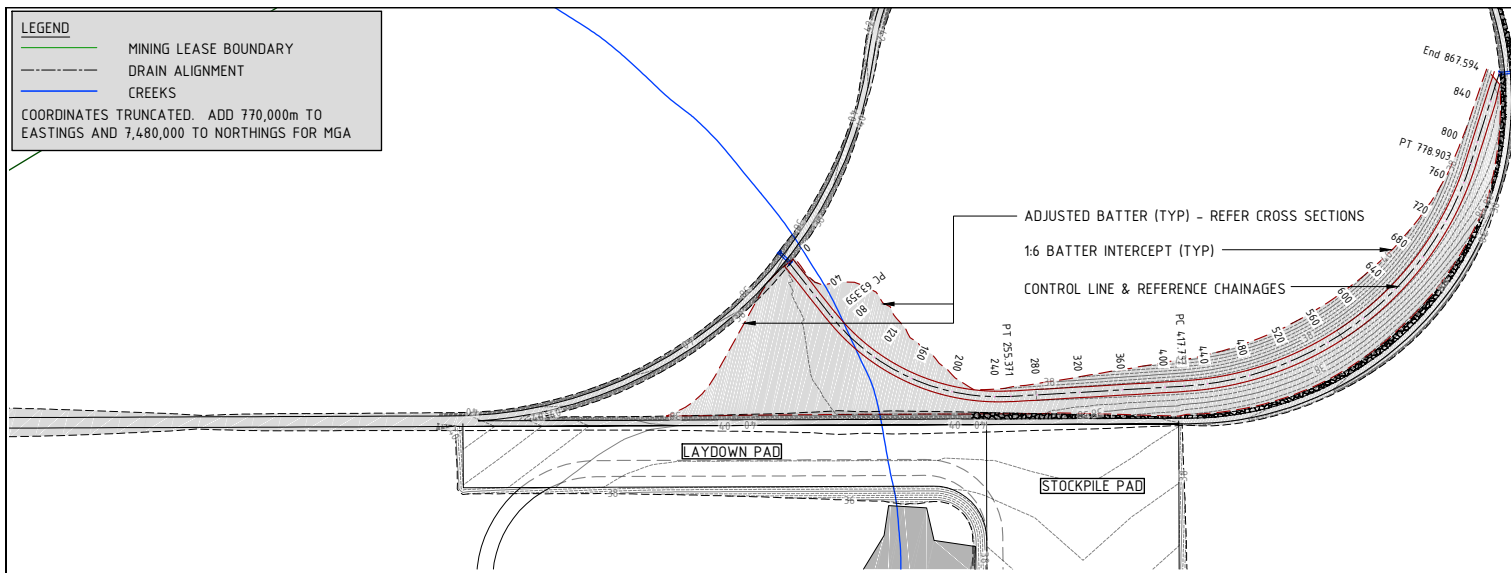 LEGEND
MINING LEASE BOUNDARY
DRAIN ALIGNMENT
CREEKS
COORDINATES TRUNCATED. ADD 770,000m TO
EASTINGS AND 7,480,000 TO NORTHINGS FOR MGA
End 867.594
840
800
PT 778.903
760
720
680
640
600
560
520
480
440
PC 417.757
400
360
320
280
PT 255.371
240
200
160
120
80
PC 63.359
40
0
ADJUSTED BATTER (TYP) - REFER CROSS SECTIONS
1:6 BATTER INTERCEPT (TYP)
CONTROL LINE & REFERENCE CHAINAGES
LAYDOWN PAD
STOCKPILE PAD